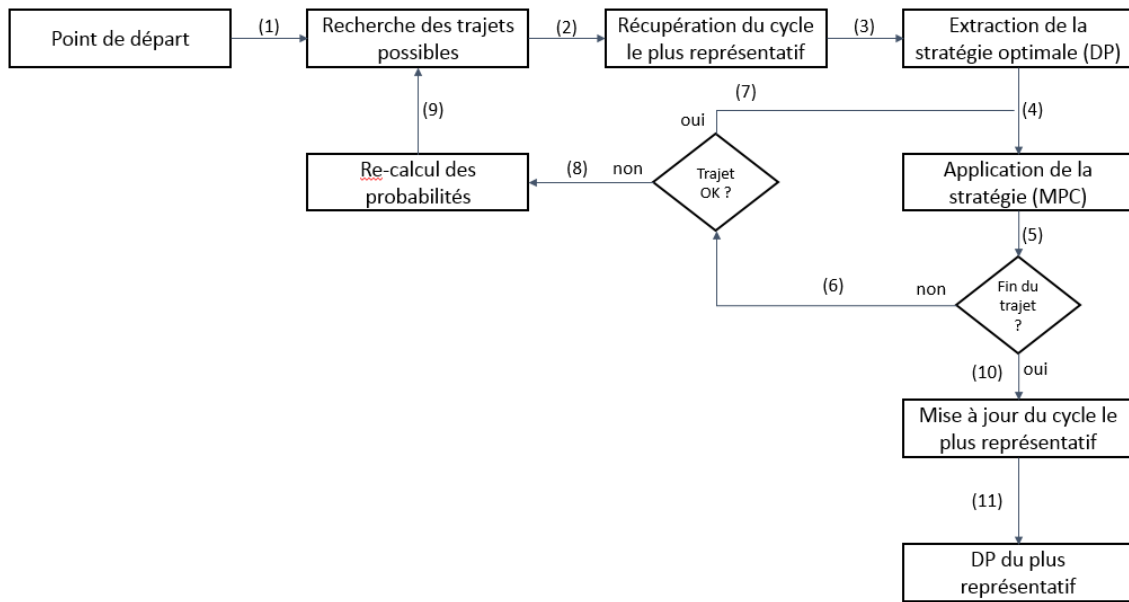 Point de départ
(1)
Recherche des trajets
possibles
(2)
Récupération du cycle
le plus représentatif
(3)
Extraction de la
stratégie optimale (DP)
(4)
Application de la
stratégie (MPC)
(5)
Fin du
trajet
?
non
(6)
Trajet
OK ?
oui
(7)
non
(8)
Re-calcul des
probabilités
(9)
(10)
oui
Mise à jour du cycle le
plus représentatif
(11)
DP du plus
représentatif